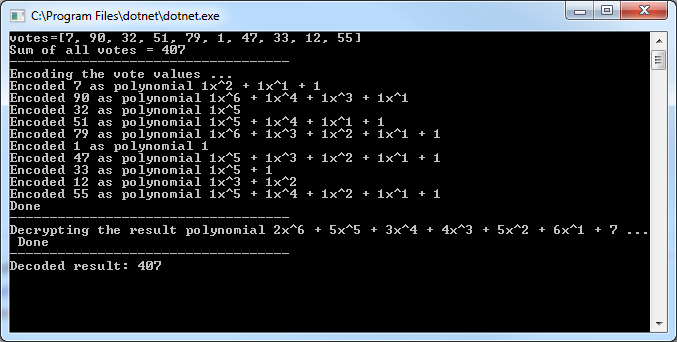 C:\Program Files\dotnet\dotnet.exe
votes=[7, 90, 32, 51, 79, 1, 47, 33, 12, 55]
Sum of all votes = 407
-----------------------------------
Encoding the vote values ...
Encoded 7 as polynomial 1x^2 + 1x^1 + 1
Encoded 90 as polynomial 1x^6 + 1x^4 + 1x^3 + 1x^1
Encoded 32 as polynomial 1x^5
Encoded 51 as polynomial 1x^5 + 1x^4 + 1x^1 + 1
Encoded 79 as polynomial 1x^6 + 1x^3 + 1x^2 + 1x^1 + 1
Encoded 1 as polynomial 1
Encoded 47 as polynomial 1x^5 + 1x^3 + 1x^2 + 1x^1 + 1
Encoded 33 as polynomial 1x^5 + 1
Encoded 12 as polynomial 1x^3 + 1x^2
Encoded 55 as polynomial 1x^5 + 1x^4 + 1x^2 + 1x^1 + 1
Done
-----------------------------------
Decrypting the result polynomial 2x^6 + 5x^5 + 3x^4 + 4x^3 + 5x^2 + 6x^1 + 7 ...
 Done
-----------------------------------
Decoded result: 407